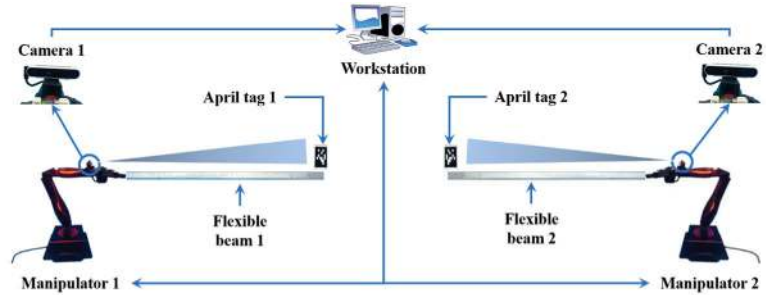 Camera 1
Workstation
Camera 2
April tag 1
April tag 2
Flexible
beam 1
Flexible
beam 2
Manipulator 1
Manipulator 2